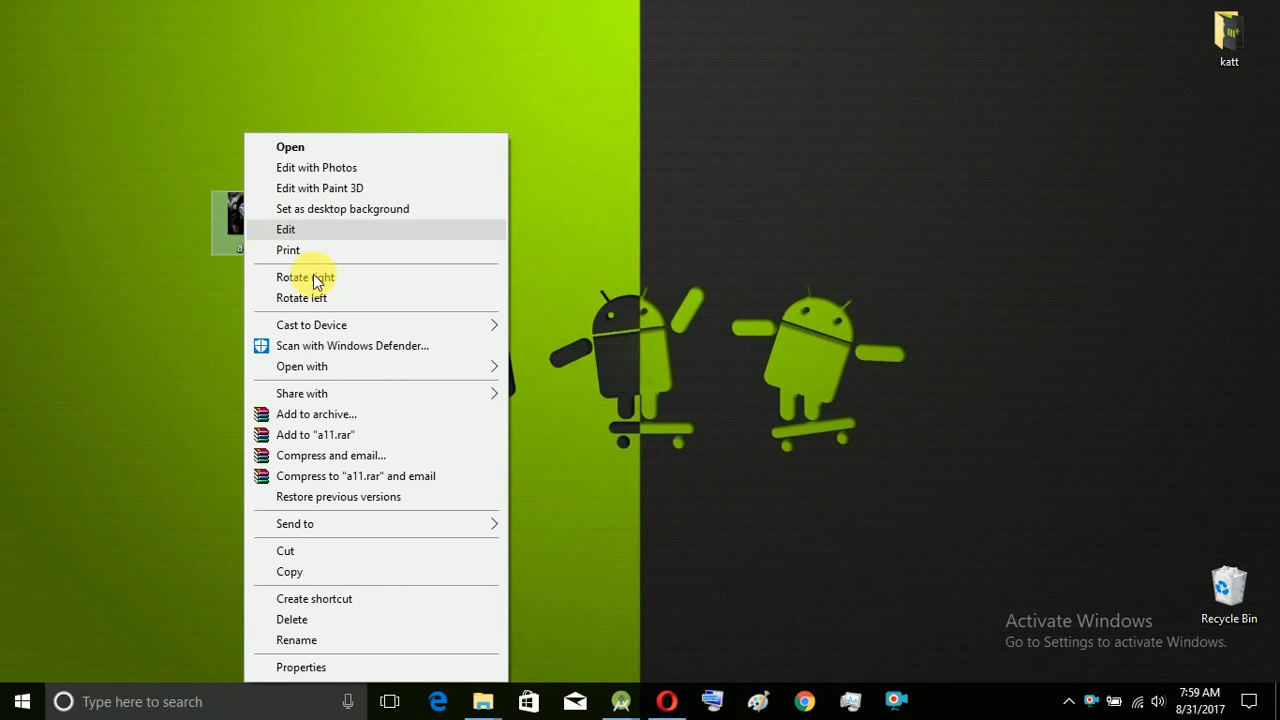 katt
Open
Edit with Photos
Edit with Paint 3D
Set as desktop background
Edit
Print
Rotate right
Rotate left
Cast to Device
Scan with Windows Defender...
Open with
Share with
Add to archive...
Add to "a11.rar"
Compress and email...
Compress to "a11.rar" and email
Restore previous versions
Send to
Cut
Copy
Create shortcut
Delete
Rename
Properties
Recycle Bin
Activate Windows
Go to Settings to activate Windows.
Type here to search
7:59 AM
8/31/2017